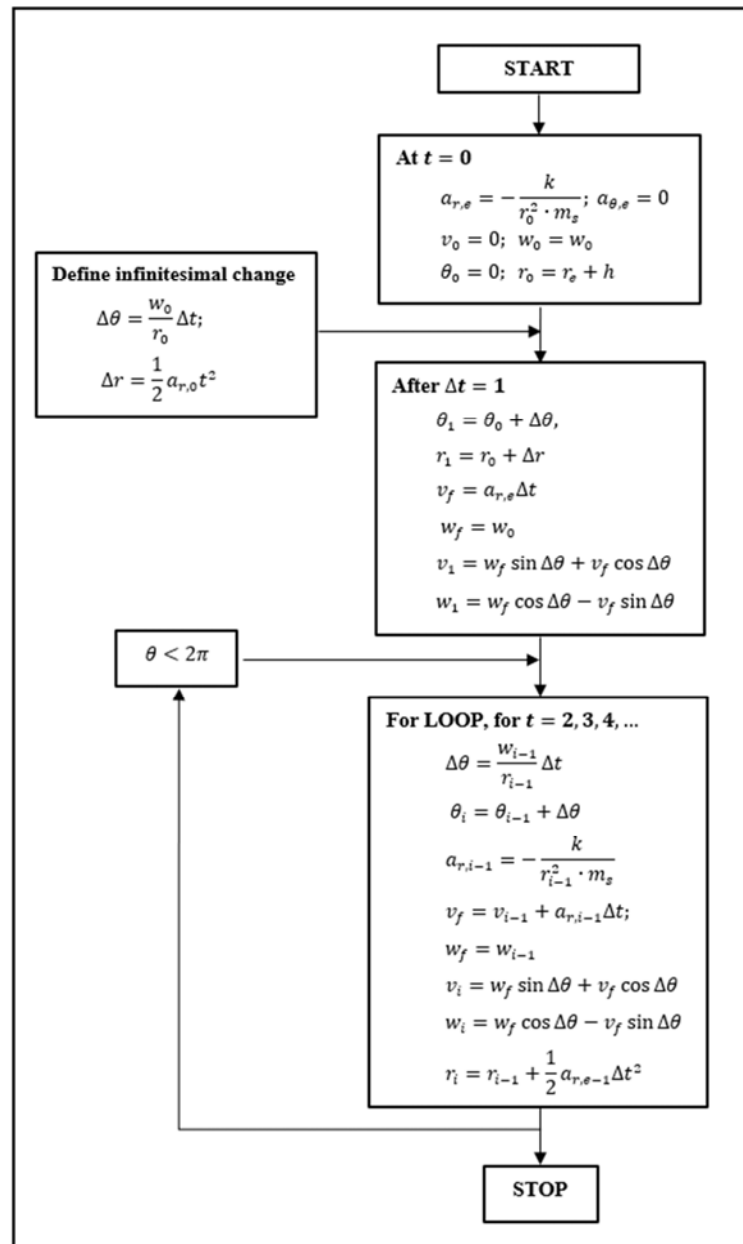 START
At t = 0
a_{r,e} = −\frac{k}{r_0^2 · m_s}; a_{θ,e} = 0
v_0 = 0; w_0 = w_0
θ_0 = 0; r_0 = r_e + h
Define infinitesimal change
Δθ = \frac{w_0}{r_0} Δt;
Δr = \frac{1}{2} a_{r,0} t^2
After Δt = 1
θ_1 = θ_0 + Δθ,
r_1 = r_0 + Δr
v_f = a_{r,e} Δt
w_f = w_0
v_1 = w_f sin Δθ + v_f cos Δθ
w_1 = w_f cos Δθ − v_f sin Δθ
θ < 2π
For LOOP, for t = 2, 3, 4, ...
Δθ = \frac{w_{i−1}}{r_{i−1}} Δt
θ_i = θ_{i−1} + Δθ
a_{r,i−1} = −\frac{k}{r_{i−1}^2 · m_s}
v_f = v_{i−1} + a_{r,i−1} Δt;
w_f = w_{i−1}
v_i = w_f sin Δθ + v_f cos Δθ
w_i = w_f cos Δθ − v_f sin Δθ
r_i = r_{i−1} + \frac{1}{2} a_{r,e−1} Δt^2
STOP